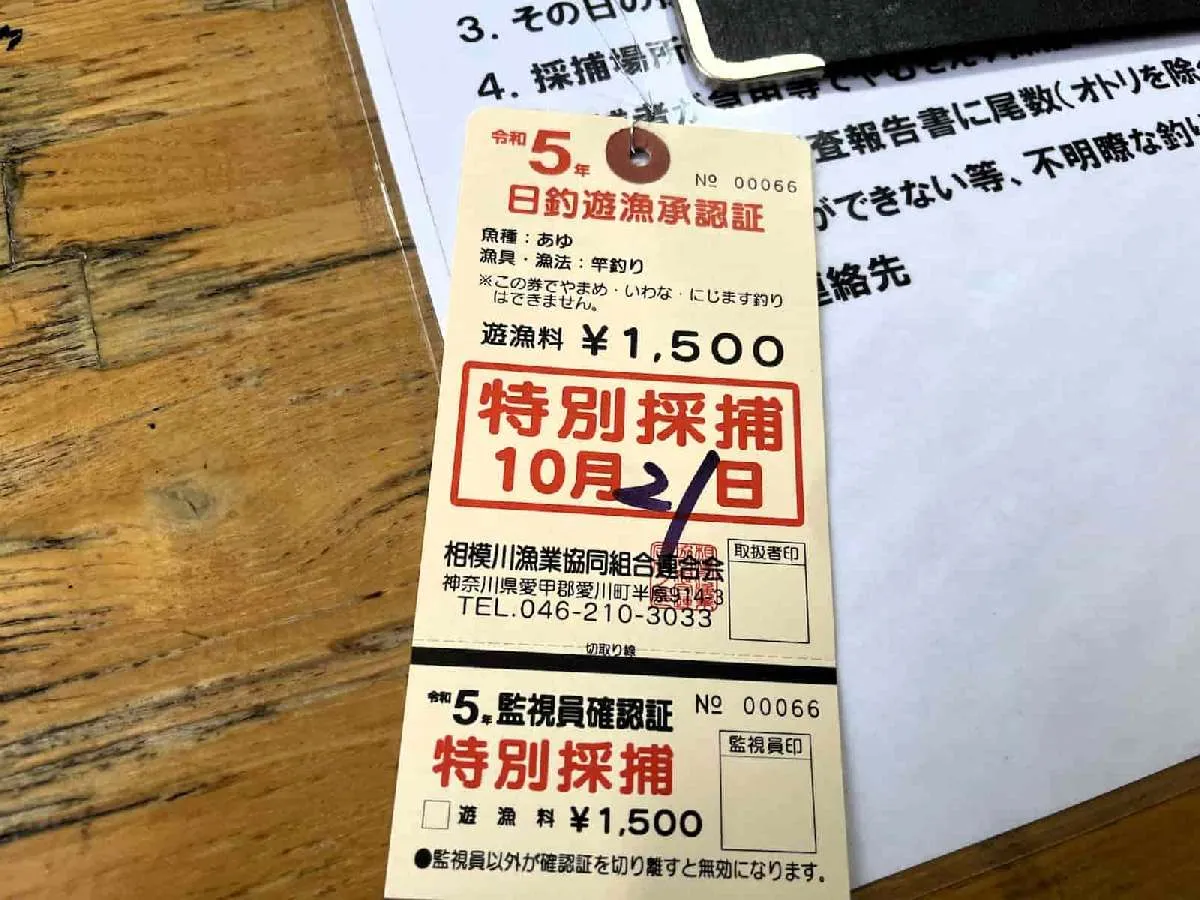 3. その日の
4. 採捕場所
査報告書に尾数(オトリを除
ができない等、不明瞭な釣り
連絡先
令和5年
No 00066
日釣遊漁承認証
魚種：あゆ
漁具・漁法：竿釣り
※この券でやまめ・いわな・にじます釣り
はできません。
遊漁料 ¥1,500
特別採捕
10月21日
相模川漁業協同組合連合会
神奈川県愛甲郡愛川町半原914-3
TEL.046-210-3033
取扱者印
切取り線
令和5年監視員確認証 No 00066
特別採捕
監視員印
遊漁料 ¥1,500
●監視員以外が確認証を切り離すと無効になります。